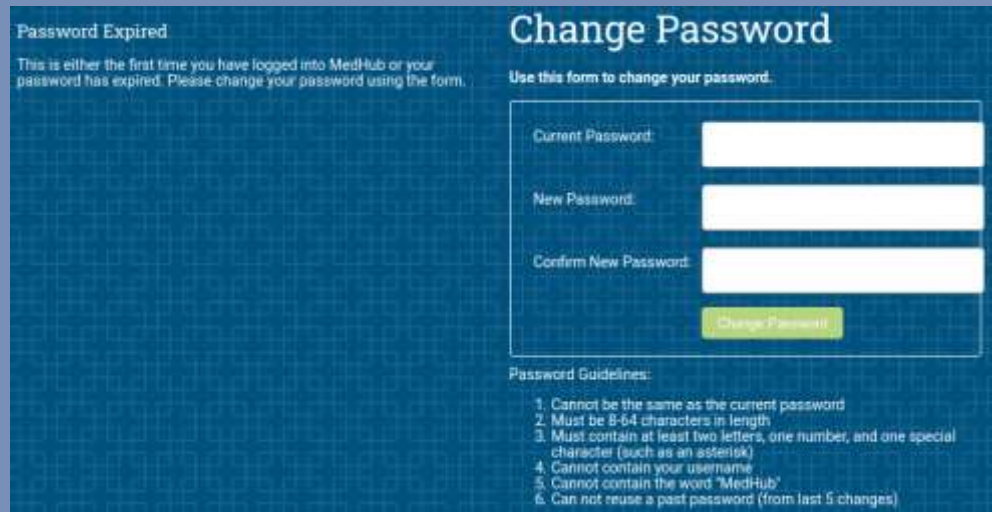 Password Expired
This is either the first time you have logged into MedHub or your
password has expired. Please change your password using the form.
Change Password
Use this form to change your password.
Current Password:
New Password:
Confirm New Password:
Change Password
Password Guidelines:
1. Cannot be the same as the current password
2. Must be 8-64 characters in length
3. Must contain at least two letters, one number, and one special
character (such as an asterisk)
4. Cannot contain your username
5. Cannot contain the word "MedHub"
6. Can not reuse a past password (from last 5 changes)